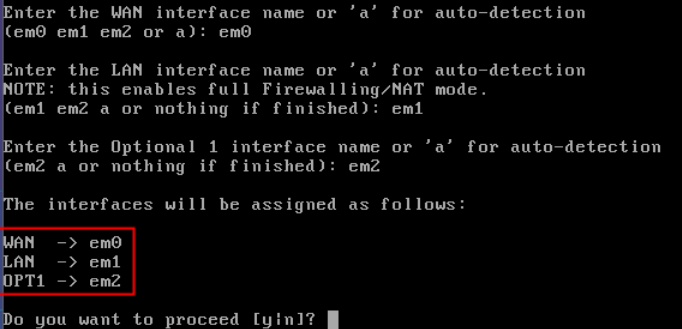 Enter the WAN interface name or 'a' for auto-detection
(em0 em1 em2 or a): em0
Enter the LAN interface name or 'a' for auto-detection
NOTE: this enables full Firewalling/NAT mode.
(em1 em2 a or nothing if finished): em1
Enter the Optional 1 interface name or 'a' for auto-detection
(em2 a or nothing if finished): em2
The interfaces will be assigned as follows:
WAN  -> em0
LAN  -> em1
OPT1 -> em2
Do you want to proceed [y|n]?